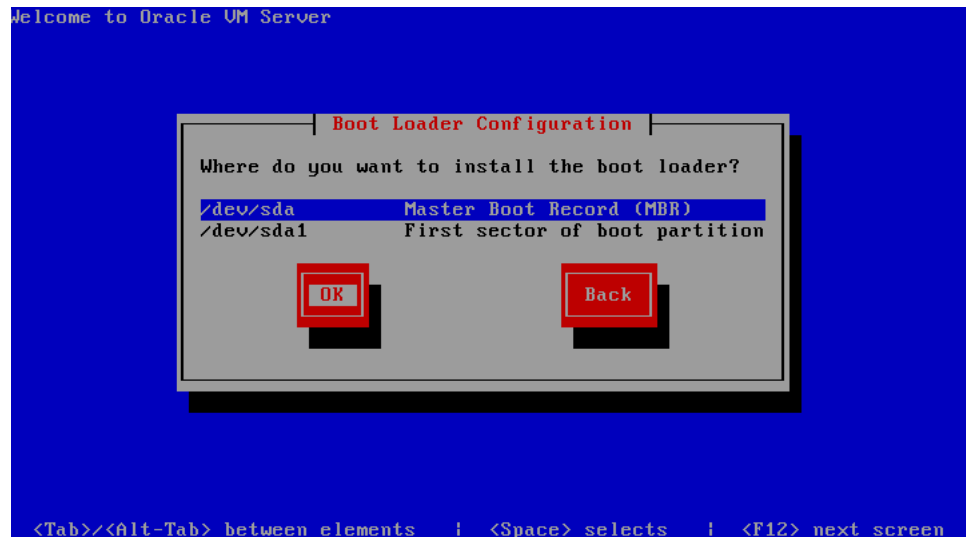 Welcome to Oracle VM Server
Boot Loader Configuration
Where do you want to install the boot loader?
/dev/sda Master Boot Record (MBR)
/dev/sda1 First sector of boot partition
OK Back
<Tab>/<Alt-Tab> between elements | <Space> selects | <F12> next screen